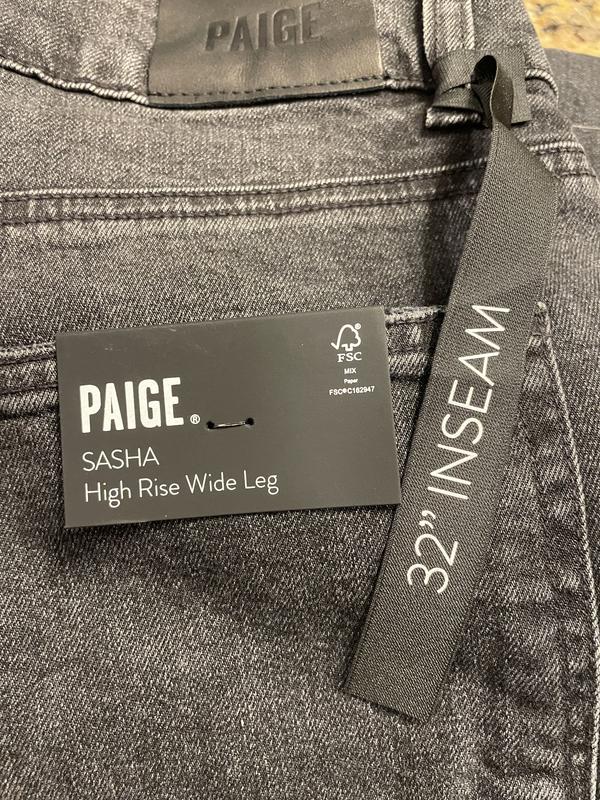 PAIGE
FSC
MIX
Paper
FSC® C162947
PAIGE®
SASHA
High Rise Wide Leg
32” INSEAM